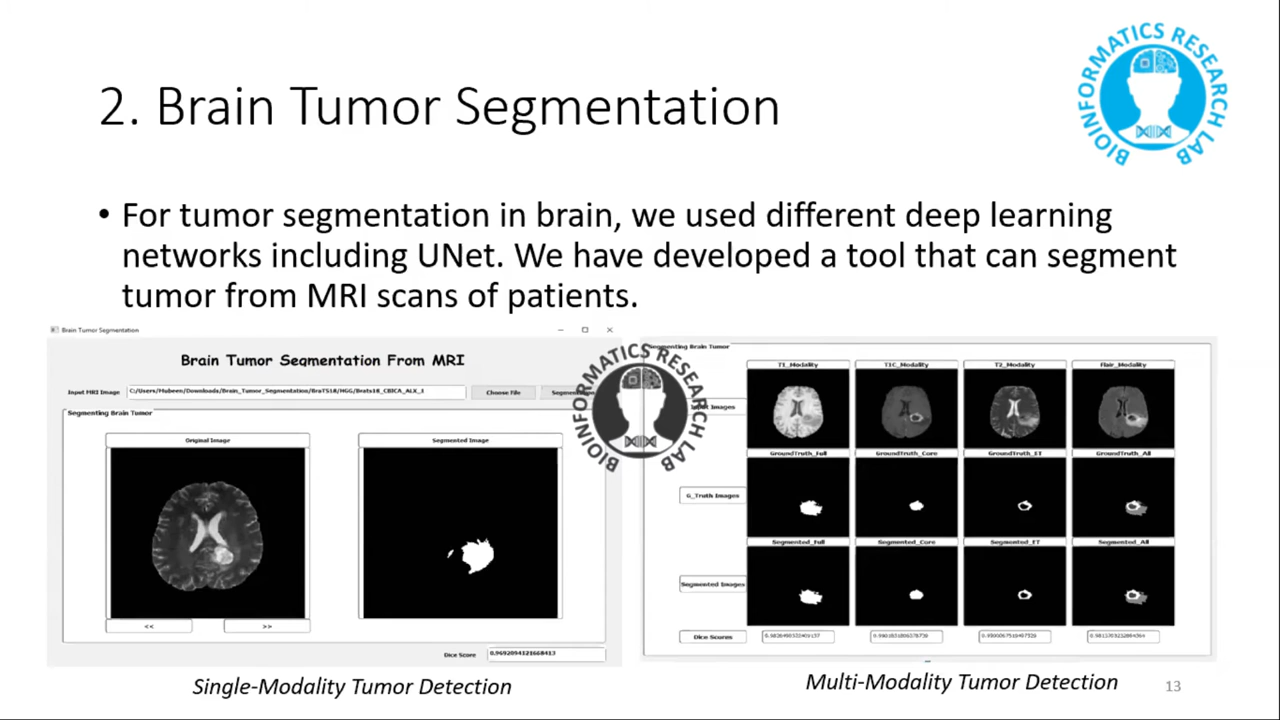 BIOINFORMATICS RESEARCH LAB
2. Brain Tumor Segmentation
• For tumor segmentation in brain, we used different deep learning
networks including UNet. We have developed a tool that can segment
tumor from MRI scans of patients.
Brain Tumor Segmentation
Brain Tumor Segmentation From MRI
Input MRI Image
Choose File
Segmenting Brain Tumor
Original Image
Segmented Image
<<
>>
Dice Score
0.9692094121668413
BIOINFORMATICS RESEARCH LAB
Segmenting Brain Tumor
T1_Modality
T1C_Modality
T2_Modality
Flair_Modality
Input Images
GroundTruth_Full
GroundTruth_Core
GroundTruth_ET
GroundTruth_All
G_Truth Images
Segmented_Full
Segmented_Core
Segmented_ET
Segmented_All
Segmented Images
Dice Scores
Single-Modality Tumor Detection
Multi-Modality Tumor Detection
13